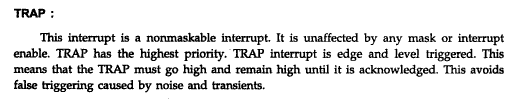 TRAP :
This interrupt is a nonmaskable interrupt. It is unaffected by any mask or interrupt
enable. TRAP has the highest priority. TRAP interrupt is edge and level triggered. This
means that the TRAP must go high and remain high until it is acknowledged. This avoids
false triggering caused by noise and transients.